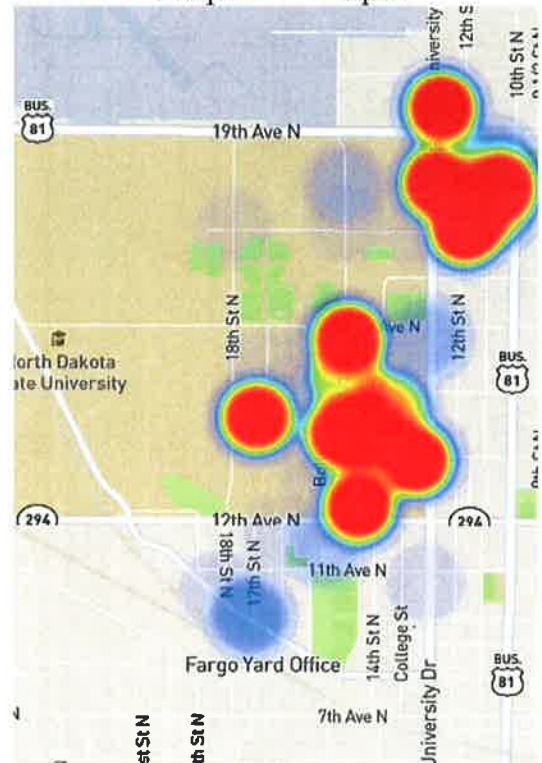 niversity
12th S
10th St N
BUS.
81
19th Ave N
18th St N
ve N
12th St N
orth Dakota
ate University
BUS.
81
294
12th Ave N
294
18th St N
17th St N
11th Ave N
14th St N
College St
Fargo Yard Office
University Dr
BUS.
81
7th Ave N
st St N
th St N